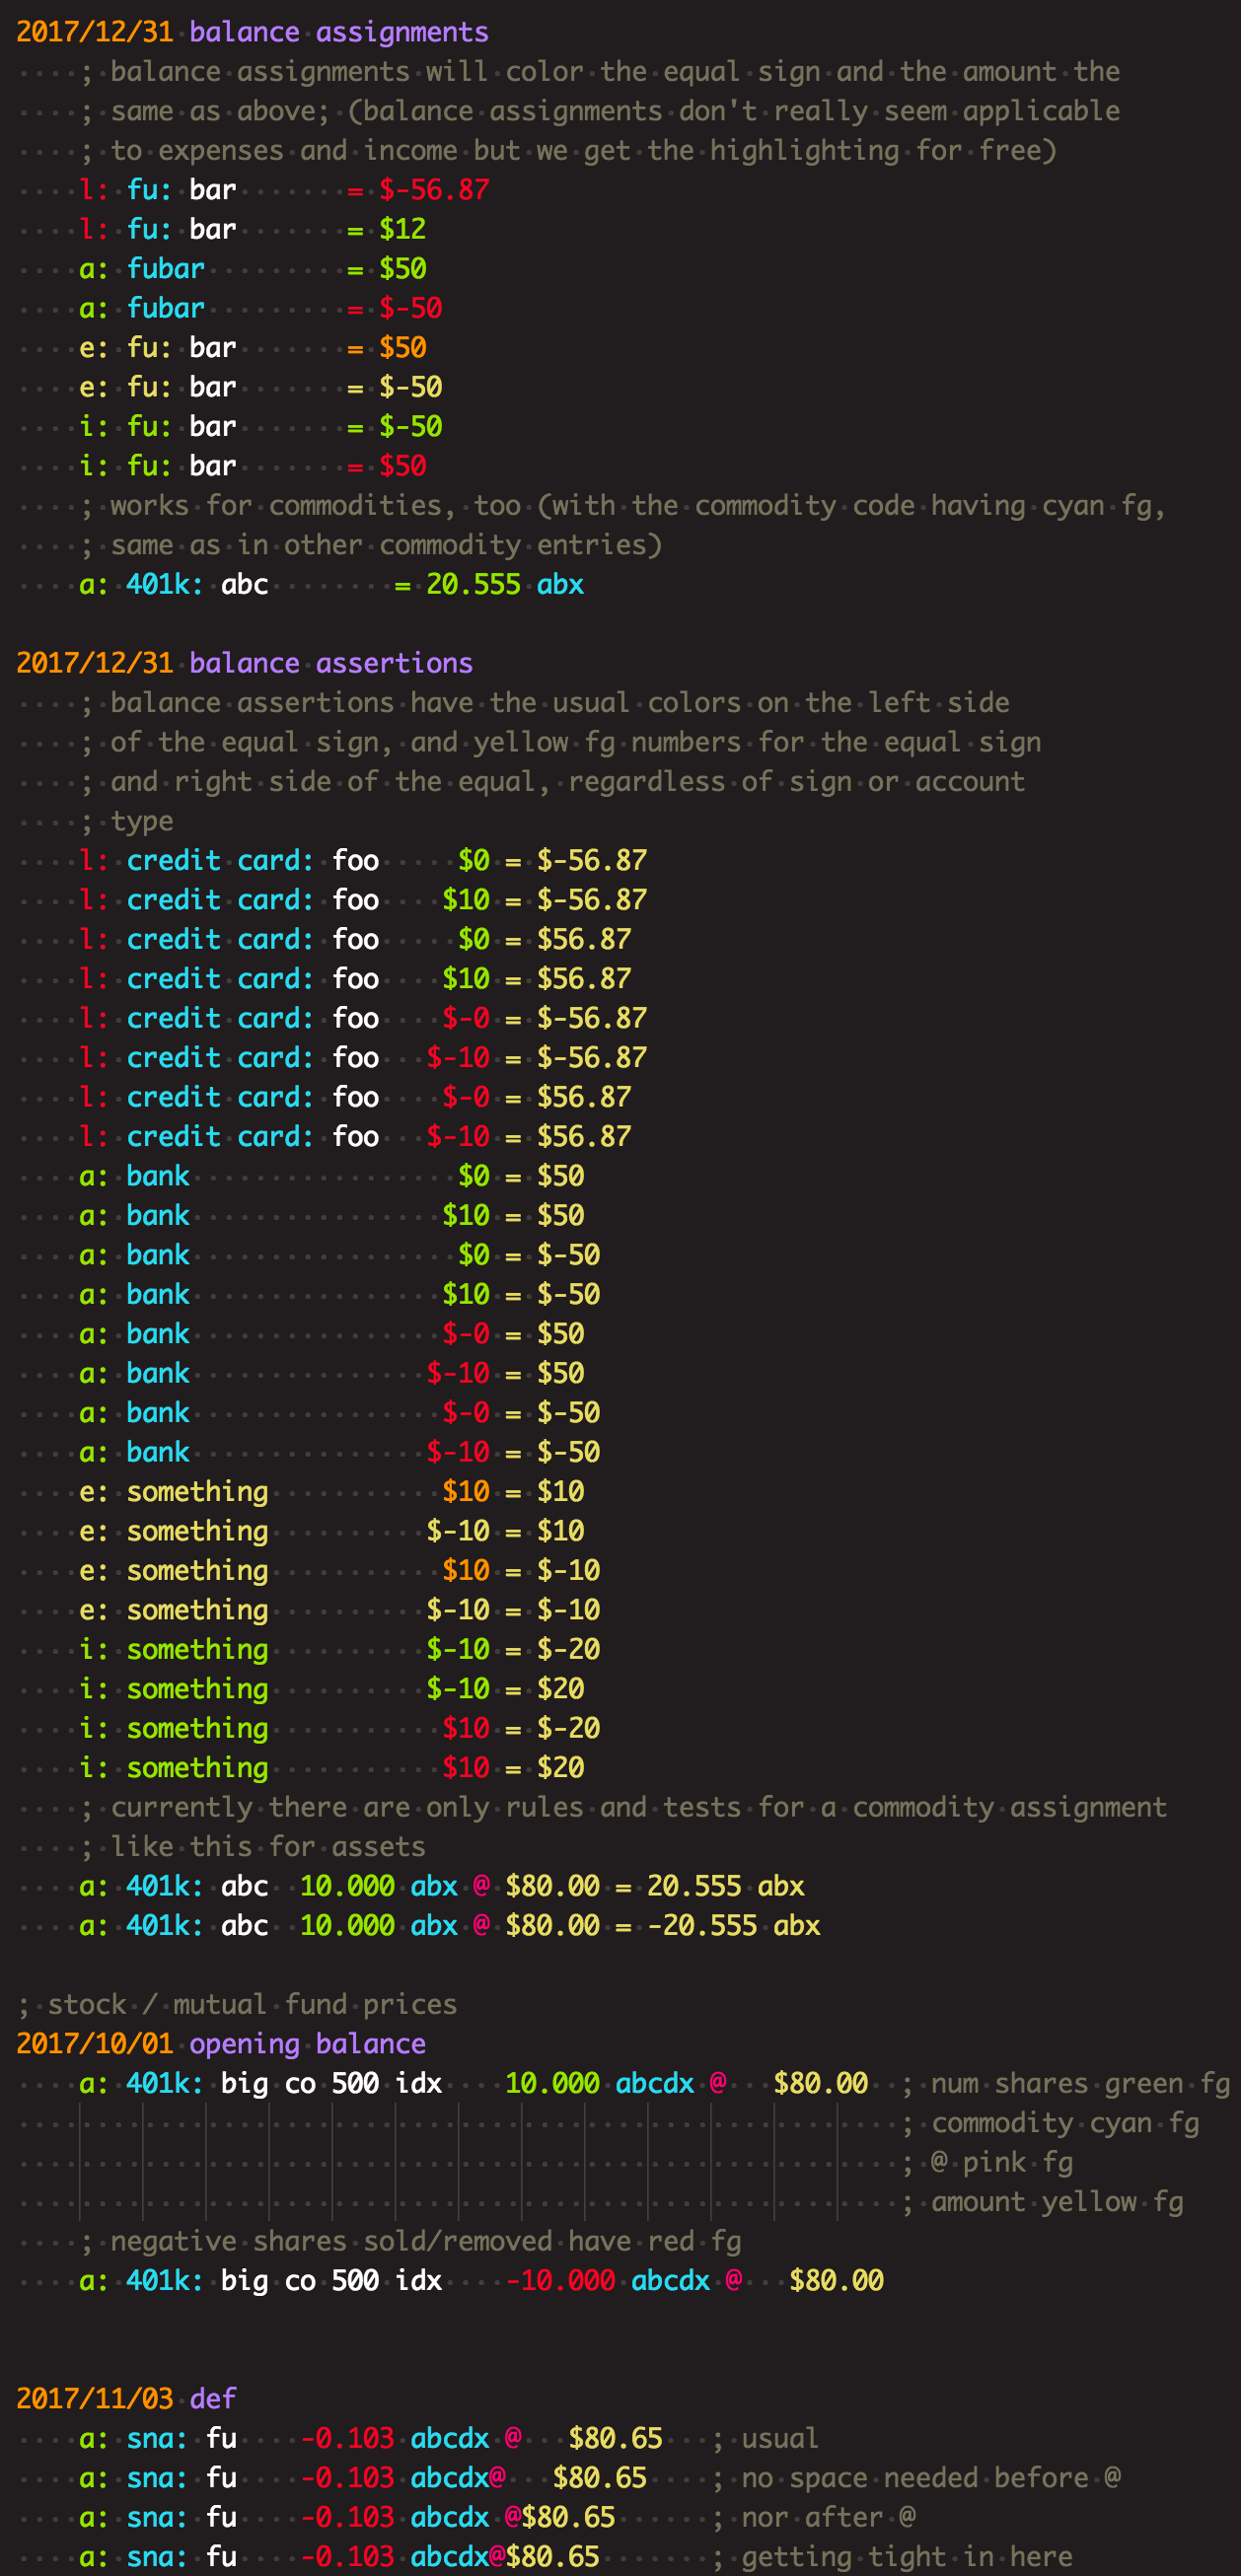 2017/12/31 balance assignments
    ; balance assignments will color the equal sign and the amount the
    ; same as above; (balance assignments don't really seem applicable
    ; to expenses and income but we get the highlighting for free)
    l: fu: bar       = $-56.87
    l: fu: bar       = $12
    a: fubar         = $50
    a: fubar         = $-50
    e: fu: bar       = $50
    e: fu: bar       = $-50
    i: fu: bar       = $-50
    i: fu: bar       = $50
    ; works for commodities, too (with the commodity code having cyan fg,
    ; same as in other commodity entries)
    a: 401k: abc        = 20.555 abx

2017/12/31 balance assertions
    ; balance assertions have the usual colors on the left side
    ; of the equal sign, and yellow fg numbers for the equal sign
    ; and right side of the equal, regardless of sign or account
    ; type
    l: credit card: foo     $0 = $-56.87
    l: credit card: foo    $10 = $-56.87
    l: credit card: foo     $0 = $56.87
    l: credit card: foo    $10 = $56.87
    l: credit card: foo    $-0 = $-56.87
    l: credit card: foo   $-10 = $-56.87
    l: credit card: foo    $-0 = $56.87
    l: credit card: foo   $-10 = $56.87
    a: bank                 $0 = $50
    a: bank                $10 = $50
    a: bank                 $0 = $-50
    a: bank                $10 = $-50
    a: bank                $-0 = $50
    a: bank               $-10 = $50
    a: bank                $-0 = $-50
    a: bank               $-10 = $-50
    e: something           $10 = $10
    e: something          $-10 = $10
    e: something           $10 = $-10
    e: something          $-10 = $-10
    i: something          $-10 = $-20
    i: something          $-10 = $20
    i: something           $10 = $-20
    i: something           $10 = $20
    ; currently there are only rules and tests for a commodity assignment
    ; like this for assets
    a: 401k: abc  10.000 abx @ $80.00 = 20.555 abx
    a: 401k: abc  10.000 abx @ $80.00 = -20.555 abx

; stock / mutual fund prices
2017/10/01 opening balance
    a: 401k: big co 500 idx    10.000 abcdx @   $80.00  ; num shares green fg
                                                        ; commodity cyan fg
                                                        ; @ pink fg
                                                        ; amount yellow fg
    ; negative shares sold/removed have red fg
    a: 401k: big co 500 idx    -10.000 abcdx @   $80.00

2017/11/03 def
    a: sna: fu    -0.103 abcdx @   $80.65   ; usual
    a: sna: fu    -0.103 abcdx@   $80.65    ; no space needed before @
    a: sna: fu    -0.103 abcdx @$80.65      ; nor after @
    a: sna: fu    -0.103 abcdx@$80.65       ; getting tight in here